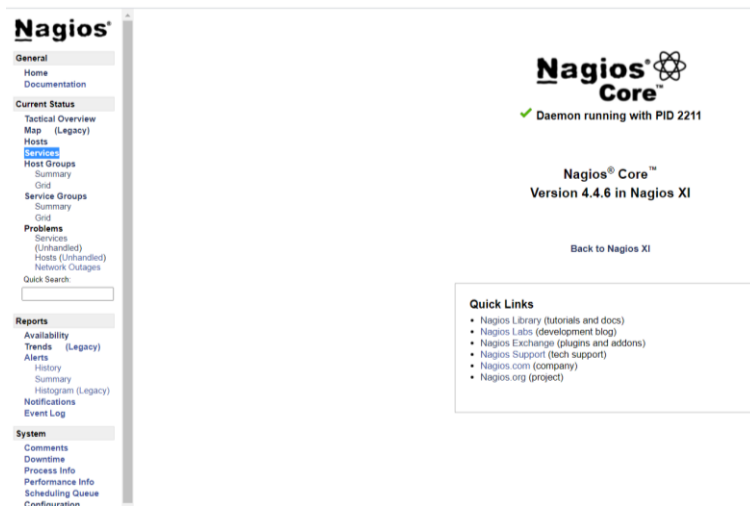 Nagios®
General
Home
Documentation
Current Status
Tactical Overview
Map (Legacy)
Hosts
Services
Host Groups
Summary
Grid
Service Groups
Summary
Grid
Problems
Services
(Unhandled)
Hosts (Unhandled)
Network Outages
Quick Search:
Reports
Availability
Trends (Legacy)
Alerts
History
Summary
Histogram (Legacy)
Notifications
Event Log
System
Comments
Downtime
Process Info
Performance Info
Scheduling Queue
Configuration
Nagios®
Core™
Daemon running with PID 2211
Nagios® Core™
Version 4.4.6 in Nagios XI
Back to Nagios XI
Quick Links
• Nagios Library (tutorials and docs)
• Nagios Labs (development blog)
• Nagios Exchange (plugins and addons)
• Nagios Support (tech support)
• Nagios.com (company)
• Nagios.org (project)